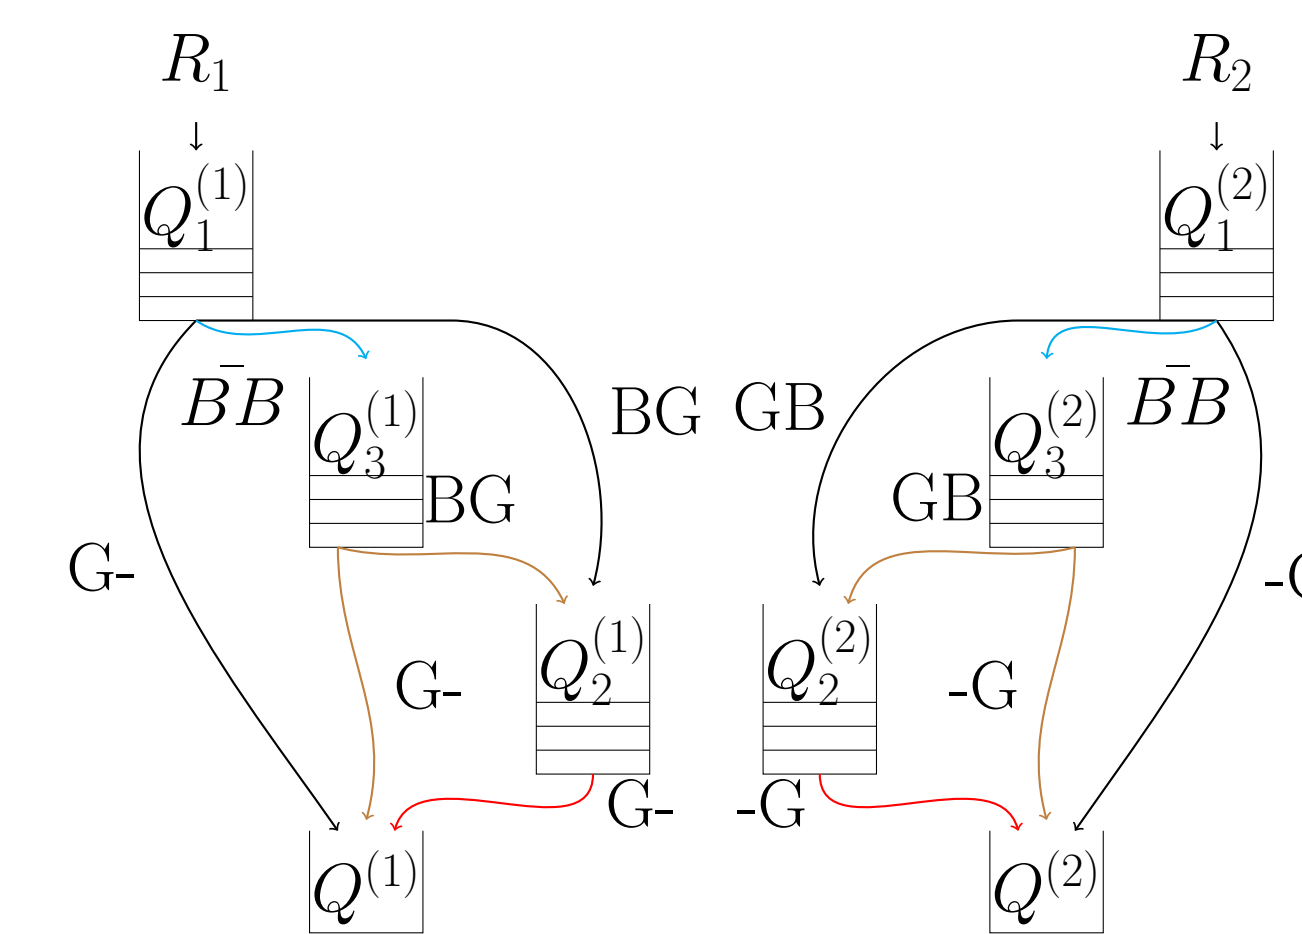 R₁ R₂
Q₁⁽¹⁾ Q₁⁽²⁾
B̄B BG GB B̄B
Q₃⁽¹⁾ Q₃⁽²⁾
BG GB
G-
Q₂⁽¹⁾ Q₂⁽²⁾
G- -G
G- -G
Q⁽¹⁾ Q⁽²⁾